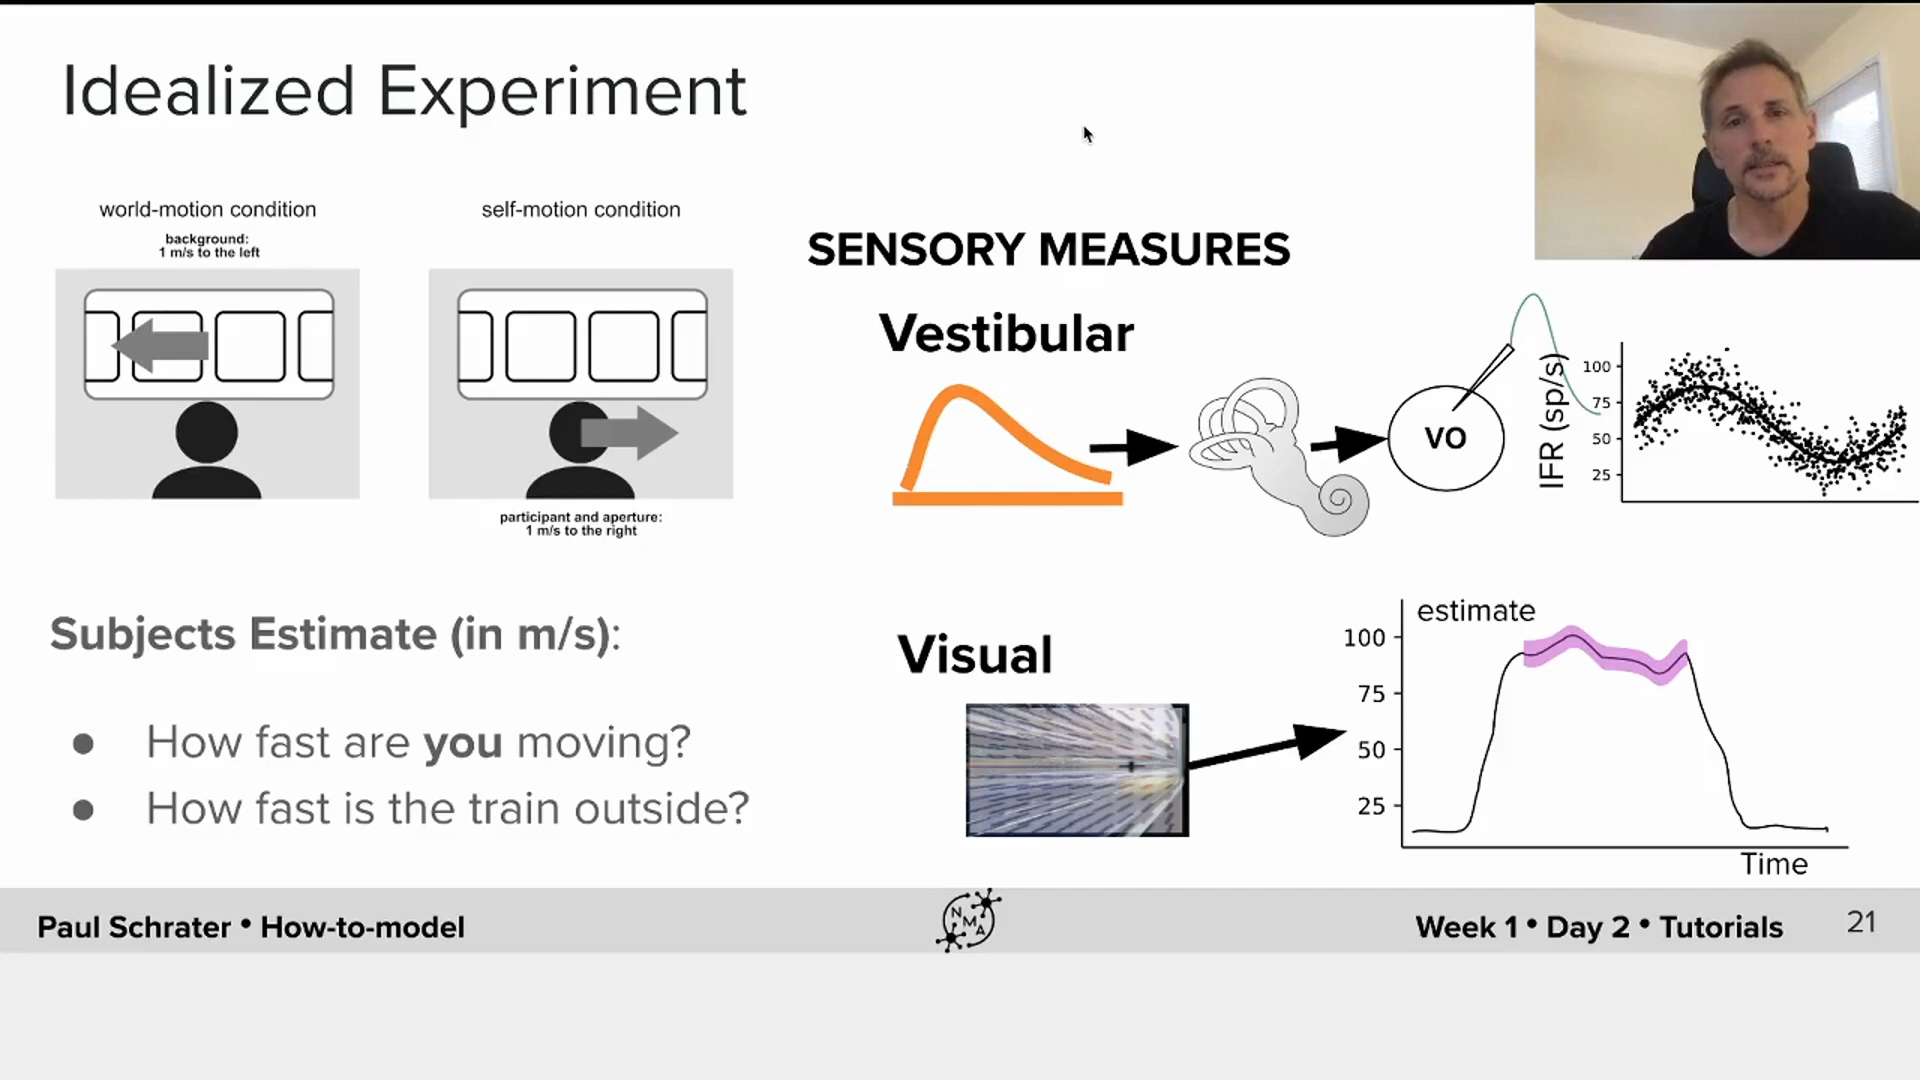 Idealized Experiment
world-motion condition
background:
1 m/s to the left
self-motion condition
participant and aperture:
1 m/s to the right
SENSORY MEASURES
Vestibular
VO
IFR (sp/s)
100
75
50
25
Subjects Estimate (in m/s):
● How fast are you moving?
● How fast is the train outside?
Visual
estimate
100
75
50
25
Time
Paul Schrater • How-to-model
N
M
A
Week 1 • Day 2 • Tutorials
21